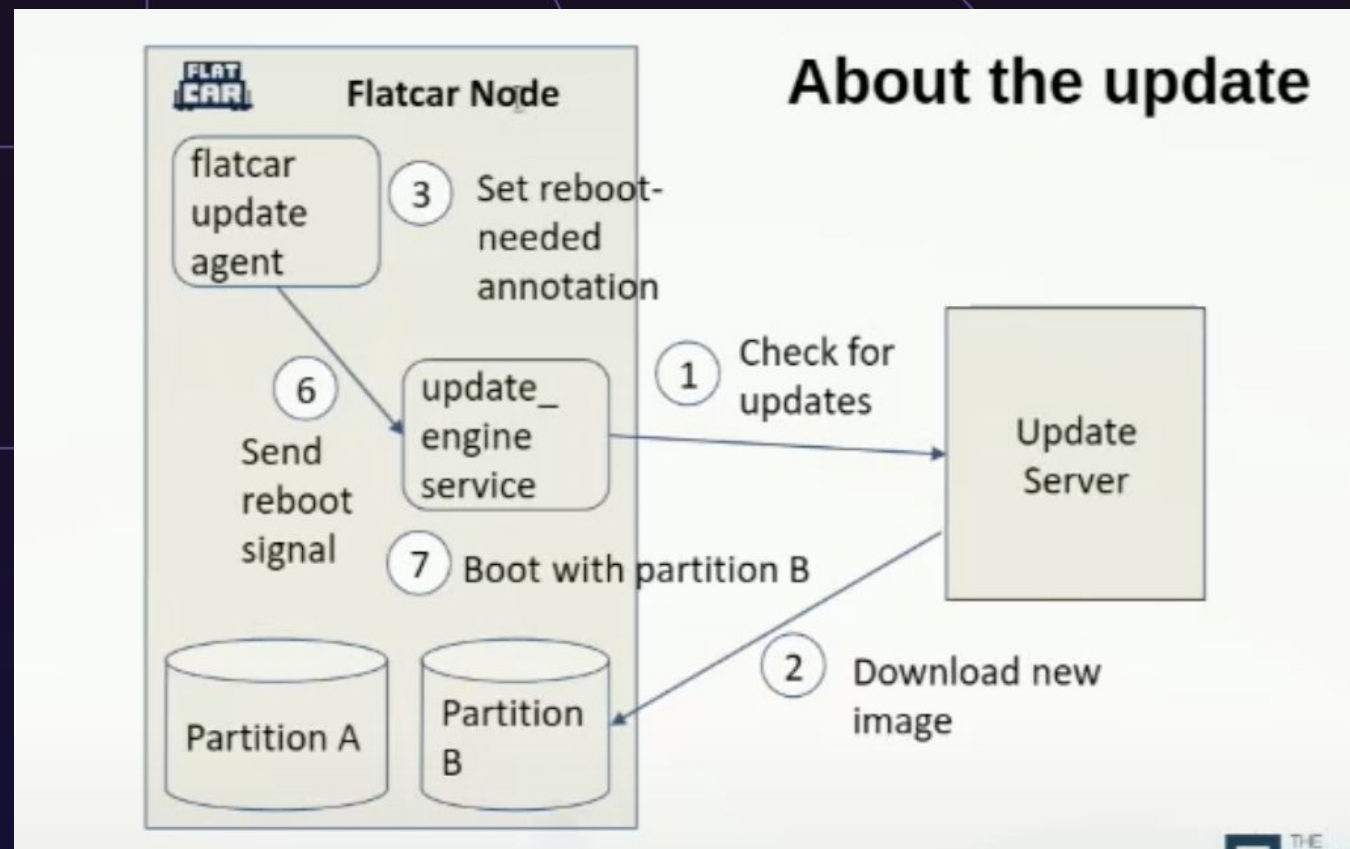 About the update
FLAT
CAR
Flatcar Node
flatcar
update
agent
3
Set reboot-
needed
annotation
1
Check for
updates
6
Send
reboot
signal
update_
engine
service
Update
Server
7
Boot with partition B
2
Download new
image
Partition A
Partition
B
THE